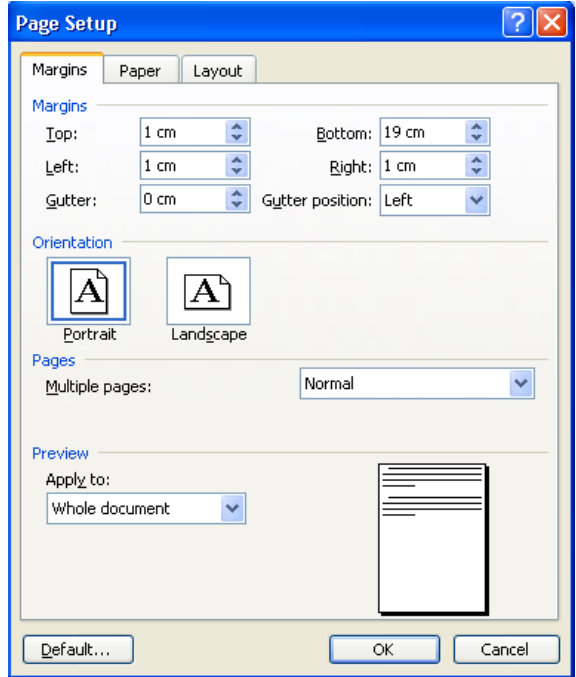 Page Setup
Margins Paper Layout
Margins
Top: 1 cm Bottom: 19 cm
Left: 1 cm Right: 1 cm
Gutter: 0 cm Gutter position: Left
Orientation
A A
Portrait Landscape
Pages
Multiple pages: Normal
Preview
Apply to:
Whole document
Default... OK Cancel